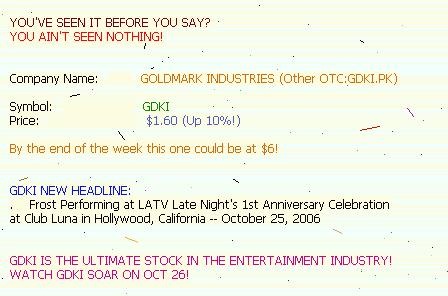 YOU'VE SEEN IT BEFORE YOU SAY?
YOU AIN'T SEEN NOTHING!
Company Name: GOLDMARK INDUSTRIES (Other OTC:GDKI.PK)
Symbol: GDKI
Price: $1.60 (Up 10%!)
By the end of the week this one could be at $6!
GDKI NEW HEADLINE:
. Frost Performing at LATV Late Night's 1st Anniversary Celebration
at Club Luna in Hollywood, California -- October 25, 2006
GDKI IS THE ULTIMATE STOCK IN THE ENTERTAINMENT INDUSTRY!
WATCH GDKI SOAR ON OCT 26!